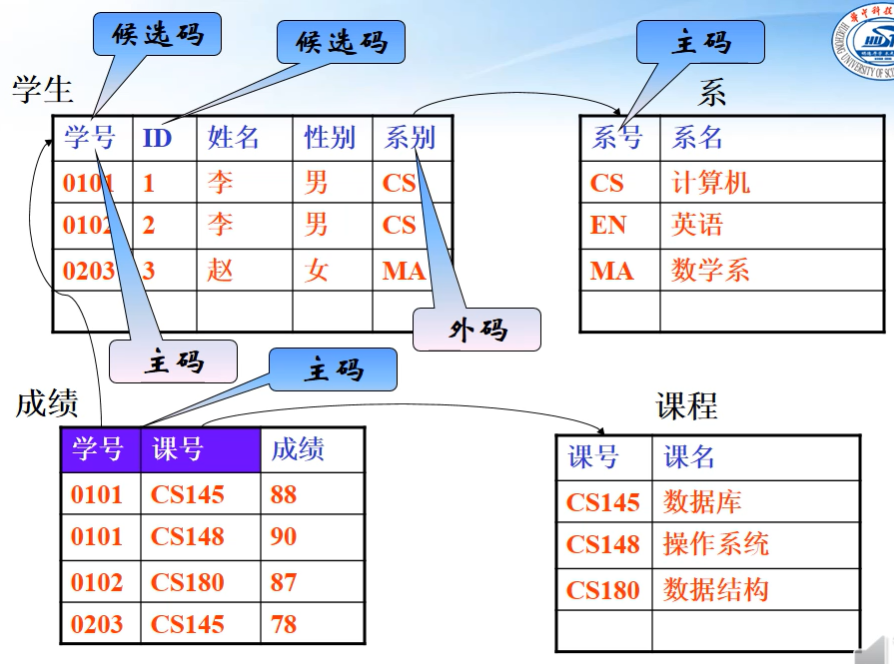 候选码
候选码
主码
学生
系
学号 ID 姓名 性别 系别
0101 1 李 男 CS
0102 2 李 男 CS
0203 3 赵 女 MA
系号 系名
CS 计算机
EN 英语
MA 数学系
外码
主码
主码
成绩
课程
学号 课号 成绩
0101 CS145 88
0101 CS148 90
0102 CS180 87
0203 CS145 78
课号 课名
CS145 数据库
CS148 操作系统
CS180 数据结构